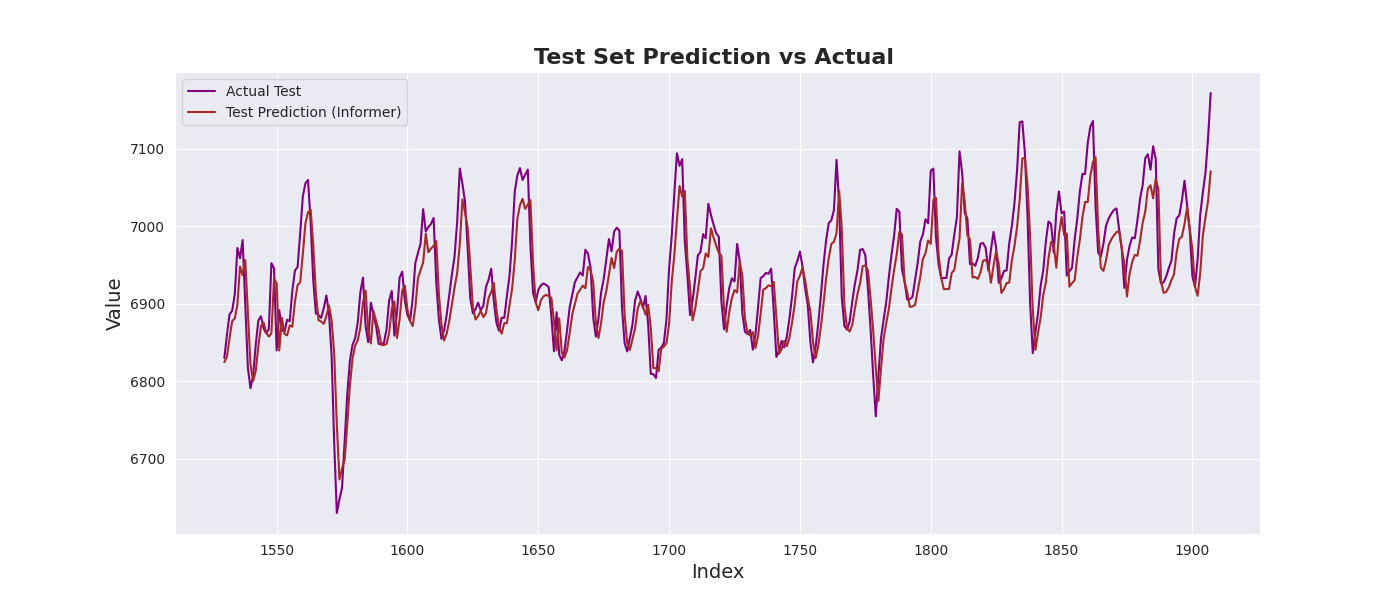 Test Set Prediction vs Actual
Actual Test
Test Prediction (Informer)
Value
7100
7000
6900
6800
6700
1550
1600
1650
1700
1750
1800
1850
1900
Index